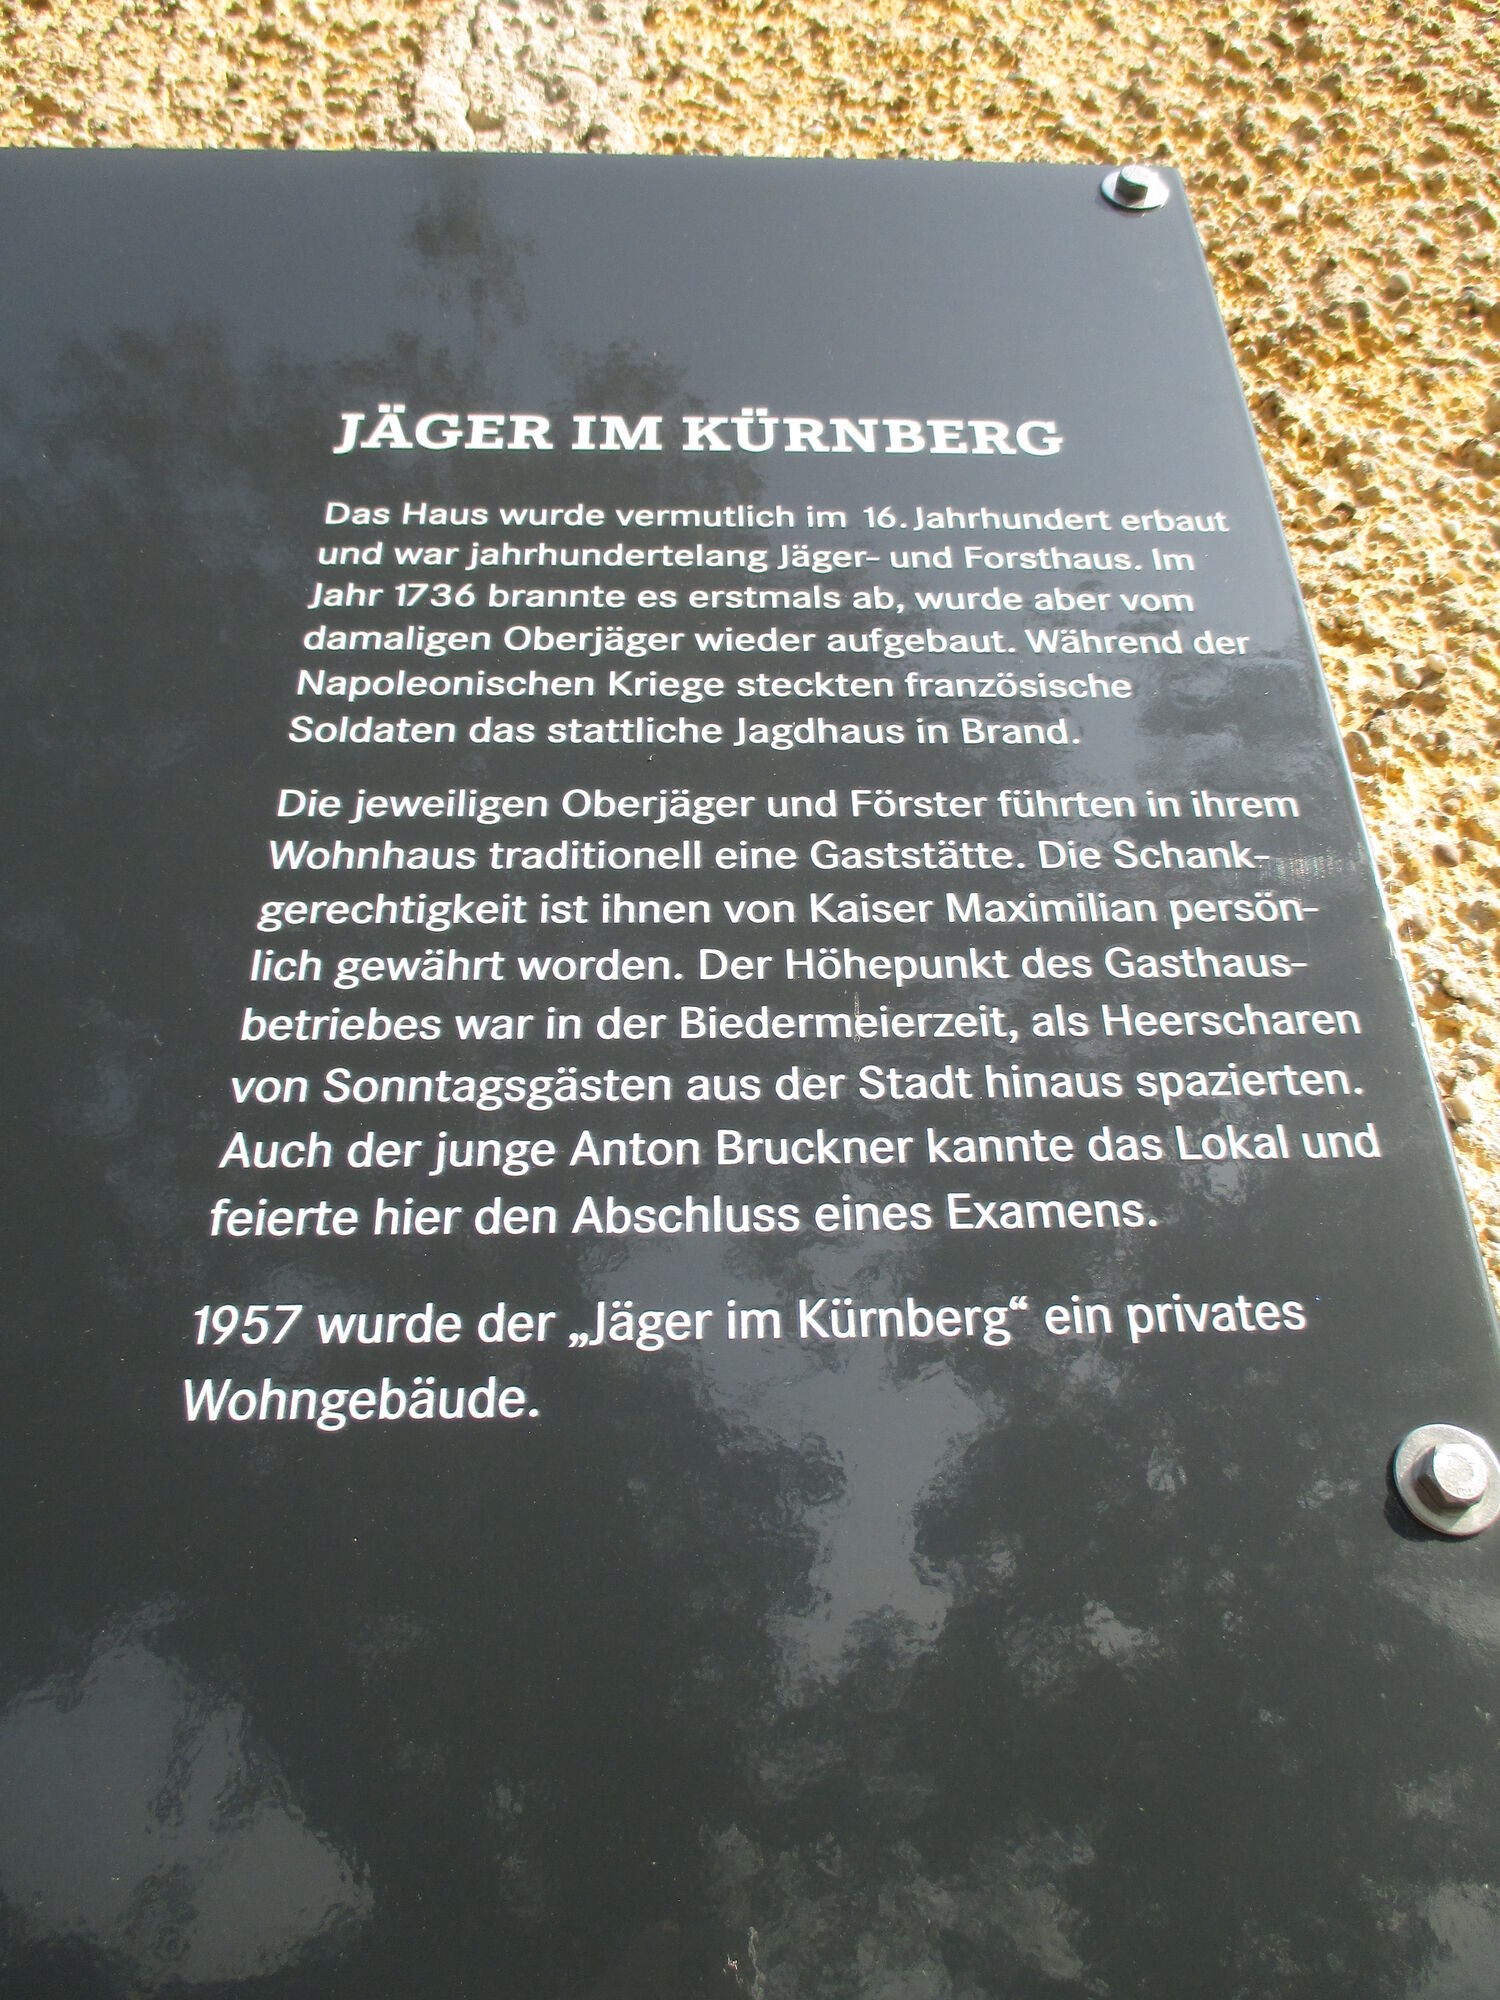 JÄGER IM KÜRNBERG
Das Haus wurde vermutlich im 16. Jahrhundert erbaut
und war jahrhundertelang Jäger- und Forsthaus. Im
Jahr 1736 brannte es erstmals ab, wurde aber vom
damaligen Oberjäger wieder aufgebaut. Während der
Napoleonischen Kriege steckten französische
Soldaten das stattliche Jagdhaus in Brand.
Die jeweiligen Oberjäger und Förster führten in ihrem
Wohnhaus traditionell eine Gaststätte. Die Schank-
gerechtigkeit ist ihnen von Kaiser Maximilian persön-
lich gewährt worden. Der Höhepunkt des Gasthaus-
betriebes war in der Biedermeierzeit, als Heerscharen
von Sonntagsgästen aus der Stadt hinaus spazierten.
Auch der junge Anton Bruckner kannte das Lokal und
feierte hier den Abschluss eines Examens.
1957 wurde der „Jäger im Kürnberg“ ein privates
Wohngebäude.